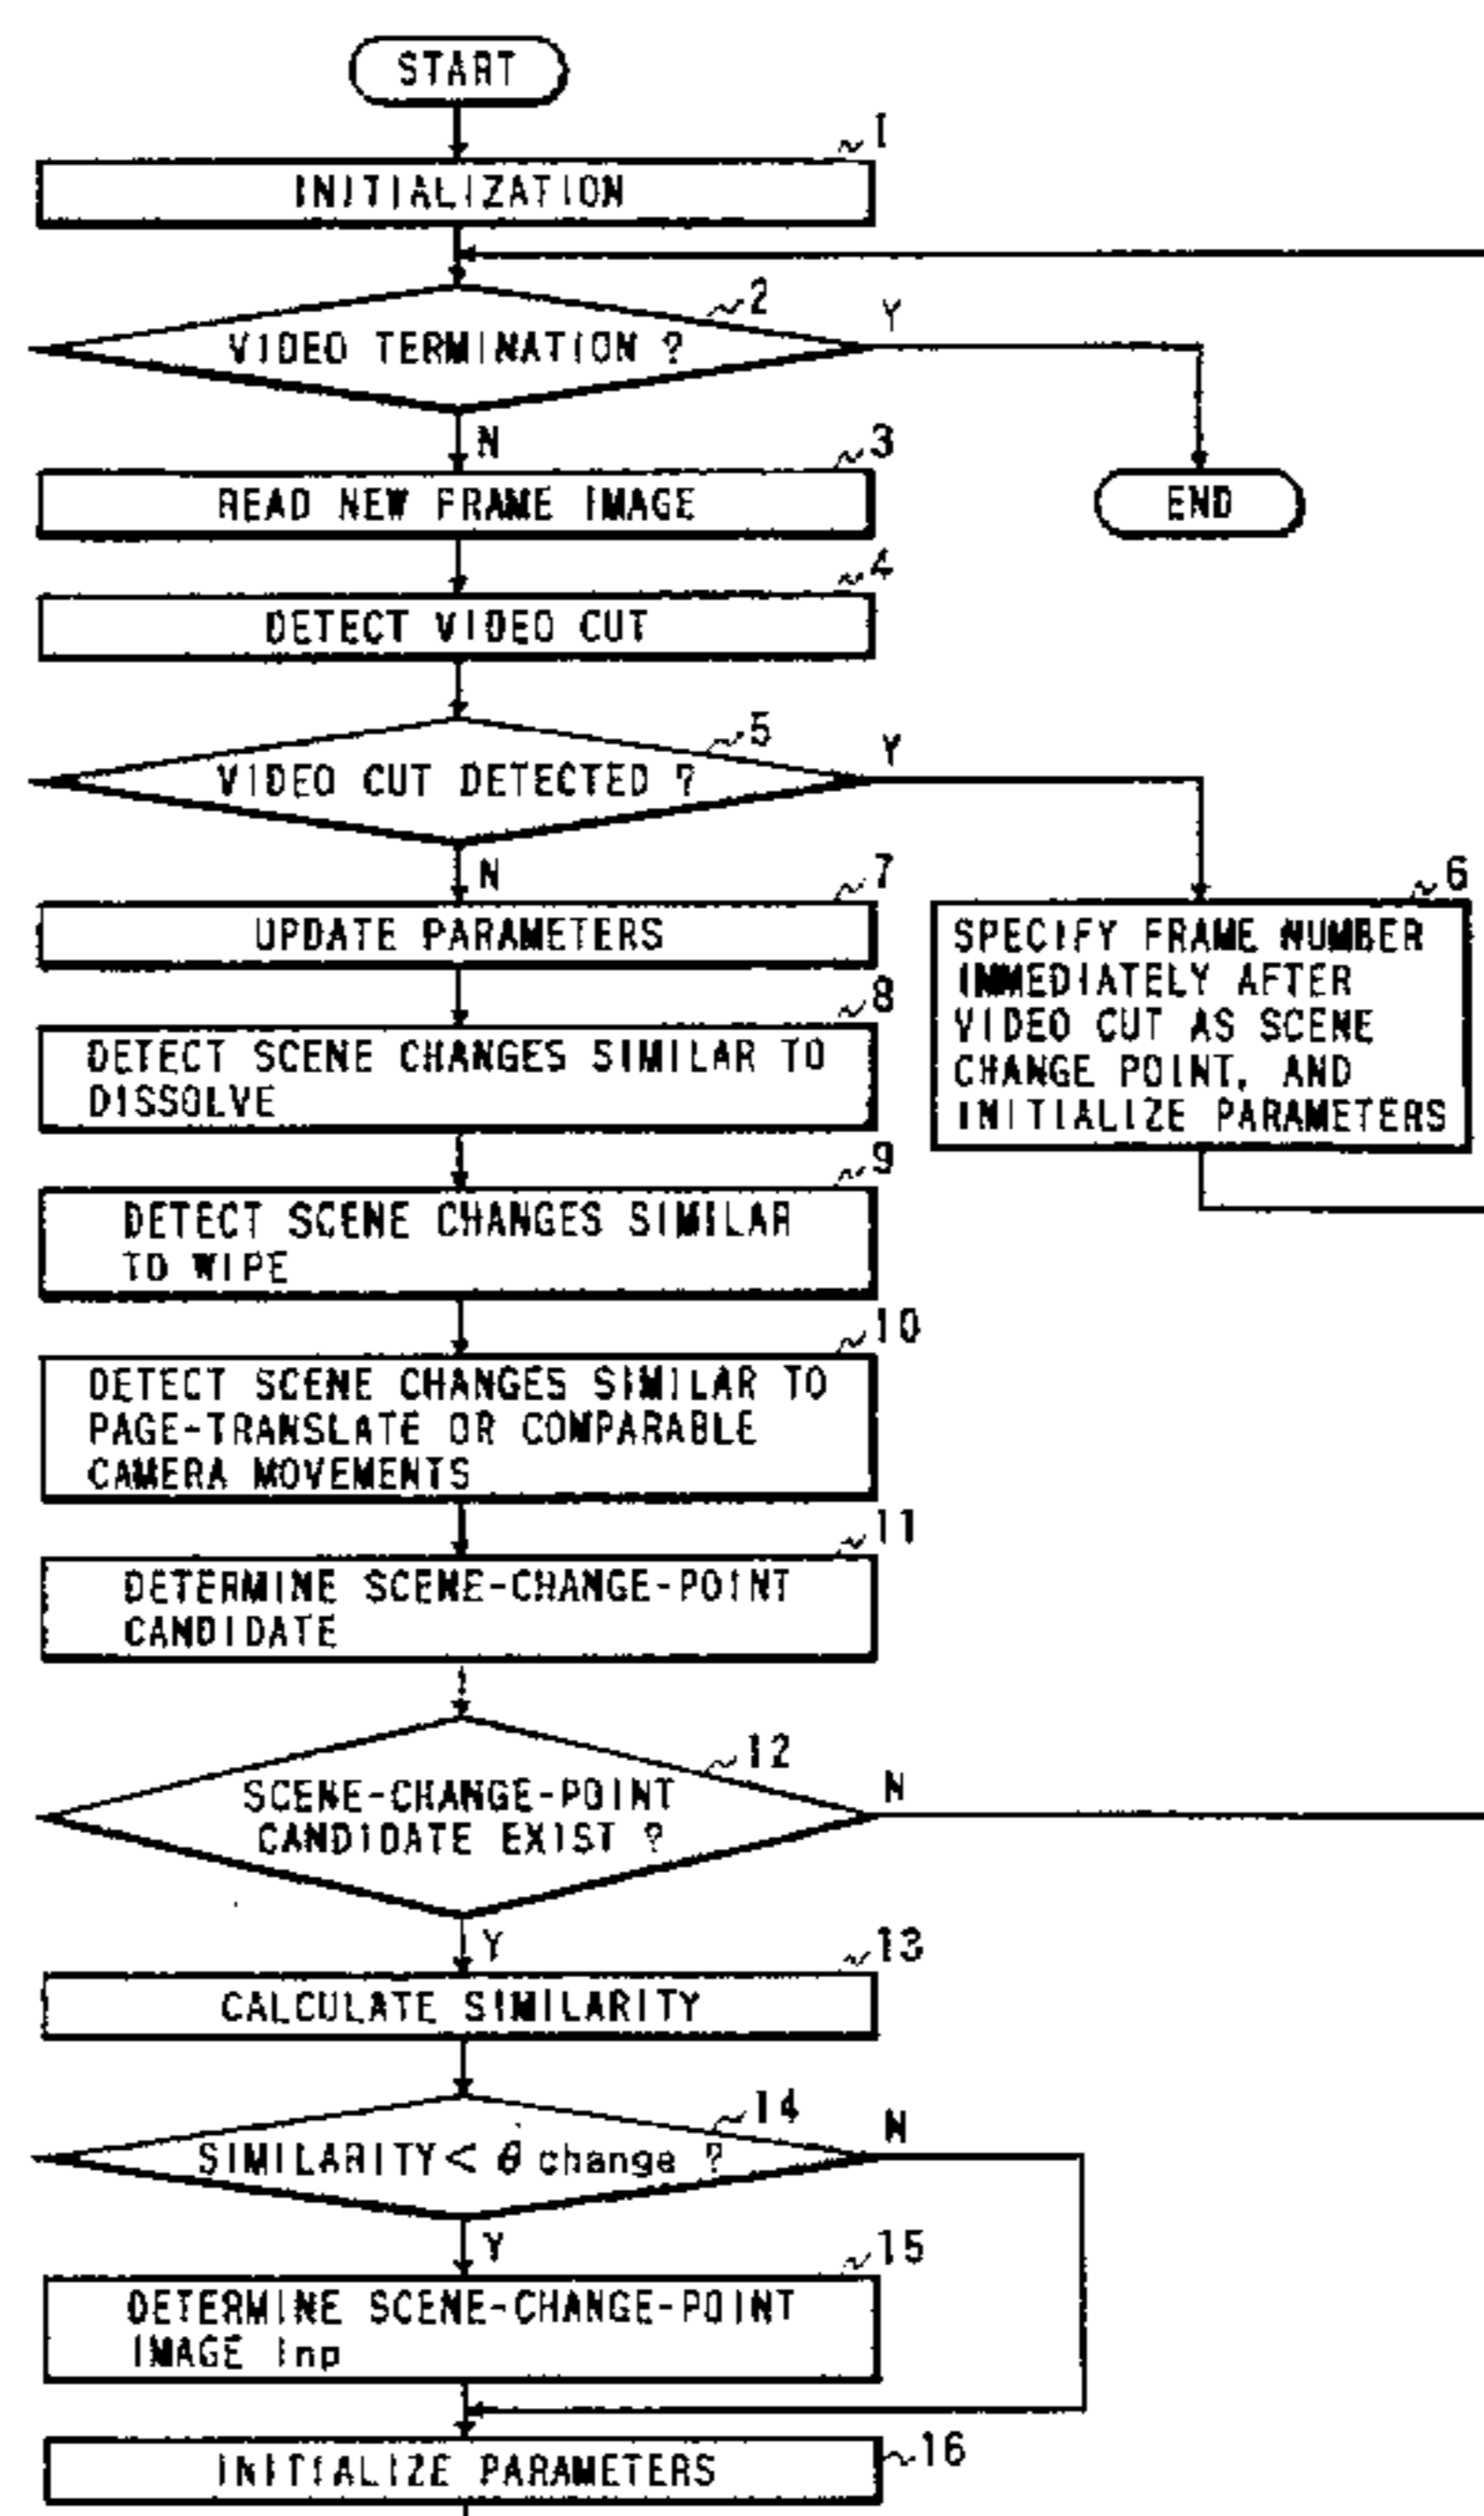 START
1
INITIALIZATION
2
VIDEO TERMINATION ?
Y
N
3
READ NEW FRAME IMAGE
END
4
DETECT VIDEO CUT
5
VIDEO CUT DETECTED ?
Y
N
6
SPECIFY FRAME NUMBER
IMMEDIATELY AFTER
VIDEO CUT AS SCENE
CHANGE POINT, AND
INITIALIZE PARAMETERS
7
UPDATE PARAMETERS
8
DETECT SCENE CHANGES SIMILAR TO
DISSOLVE
9
DETECT SCENE CHANGES SIMILAR
TO WIPE
10
DETECT SCENE CHANGES SIMILAR TO
PAGE-TRANSLATE OR COMPARABLE
CAMERA MOVEMENTS
11
DETERMINE SCENE-CHANGE-POINT
CANDIDATE
12
SCENE-CHANGE-POINT
CANDIDATE EXIST ?
N
Y
13
CALCULATE SIMILARITY
14
SIMILARITY < θ change ?
N
Y
15
DETERMINE SCENE-CHANGE-POINT
IMAGE Inp
16
INITIALIZE PARAMETERS